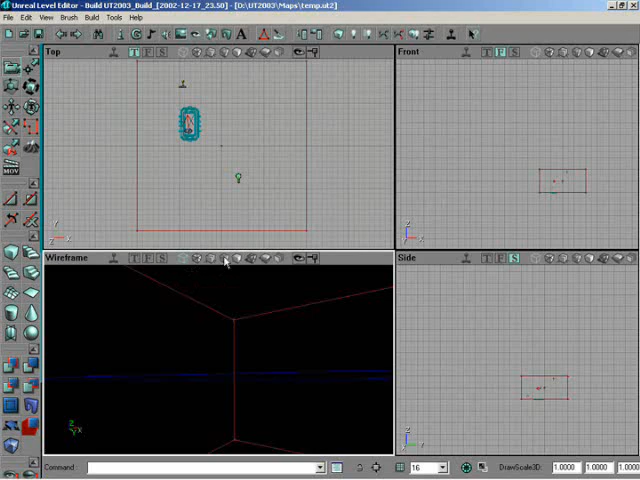 Unreal Level Editor - Build UT2003_Build_[2002-12-17_23.50] - [D:\UT2003\Maps\temp.ut2]
File Edit View Brush Build Tools Help
Top T F S
Front T F S
MOV
Y
Z X
Z
Y X
Wireframe T F S
Side T F S
Z
Y X
Z
X Y
Command : 16 DrawScale3D: 1.0000 1.0000 1.0000